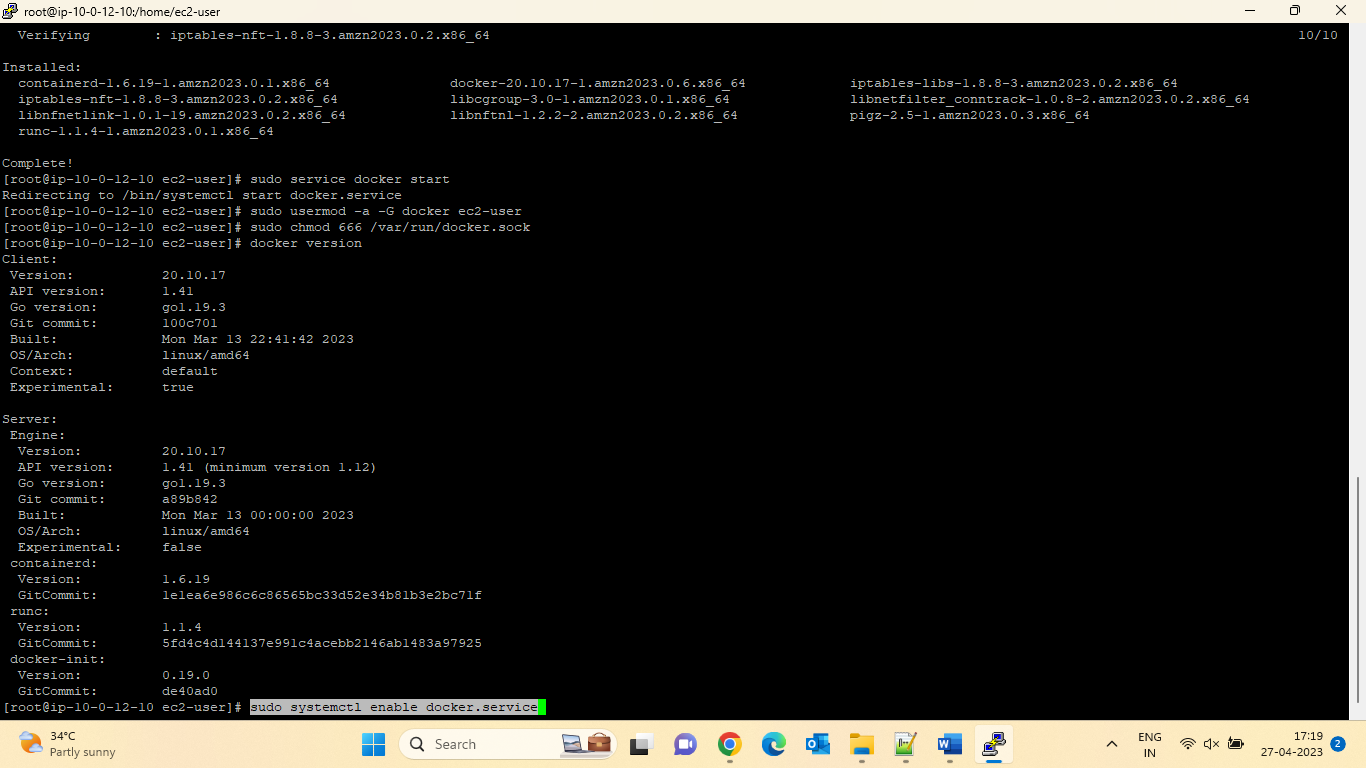 root@ip-10-0-12-10:/home/ec2-user
Verifying : iptables-nft-1.8.8-3.amzn2023.0.2.x86_64 10/10
Installed:
containerd-1.6.19-1.amzn2023.0.1.x86_64 docker-20.10.17-1.amzn2023.0.6.x86_64 iptables-libs-1.8.8-3.amzn2023.0.2.x86_64
iptables-nft-1.8.8-3.amzn2023.0.2.x86_64 libcgroup-3.0-1.amzn2023.0.1.x86_64 libnetfilter_conntrack-1.0.8-2.amzn2023.0.2.x86_64
libnfnetlink-1.0.1-19.amzn2023.0.2.x86_64 libnftnl-1.2.2-2.amzn2023.0.2.x86_64 pigz-2.5-1.amzn2023.0.3.x86_64
runc-1.1.4-1.amzn2023.0.1.x86_64
Complete!
[root@ip-10-0-12-10 ec2-user]# sudo service docker start
Redirecting to /bin/systemctl start docker.service
[root@ip-10-0-12-10 ec2-user]# sudo usermod -a -G docker ec2-user
[root@ip-10-0-12-10 ec2-user]# sudo chmod 666 /var/run/docker.sock
[root@ip-10-0-12-10 ec2-user]# docker version
Client:
Version: 20.10.17
API version: 1.41
Go version: go1.19.3
Git commit: 100c701
Built: Mon Mar 13 22:41:42 2023
OS/Arch: linux/amd64
Context: default
Experimental: true
Server:
Engine:
Version: 20.10.17
API version: 1.41 (minimum version 1.12)
Go version: go1.19.3
Git commit: a89b842
Built: Mon Mar 13 00:00:00 2023
OS/Arch: linux/amd64
Experimental: false
containerd:
Version: 1.6.19
GitCommit: 1e1ea6e986c6c86565bc33d52e34b81b3e2bc71f
runc:
Version: 1.1.4
GitCommit: 5fd4c4d144137e991c4acebb2146ab1483a97925
docker-init:
Version: 0.19.0
GitCommit: de40ad0
[root@ip-10-0-12-10 ec2-user]# sudo systemctl enable docker.service
34°C
Partly sunny
Search
ENG
IN
17:19
27-04-2023
2